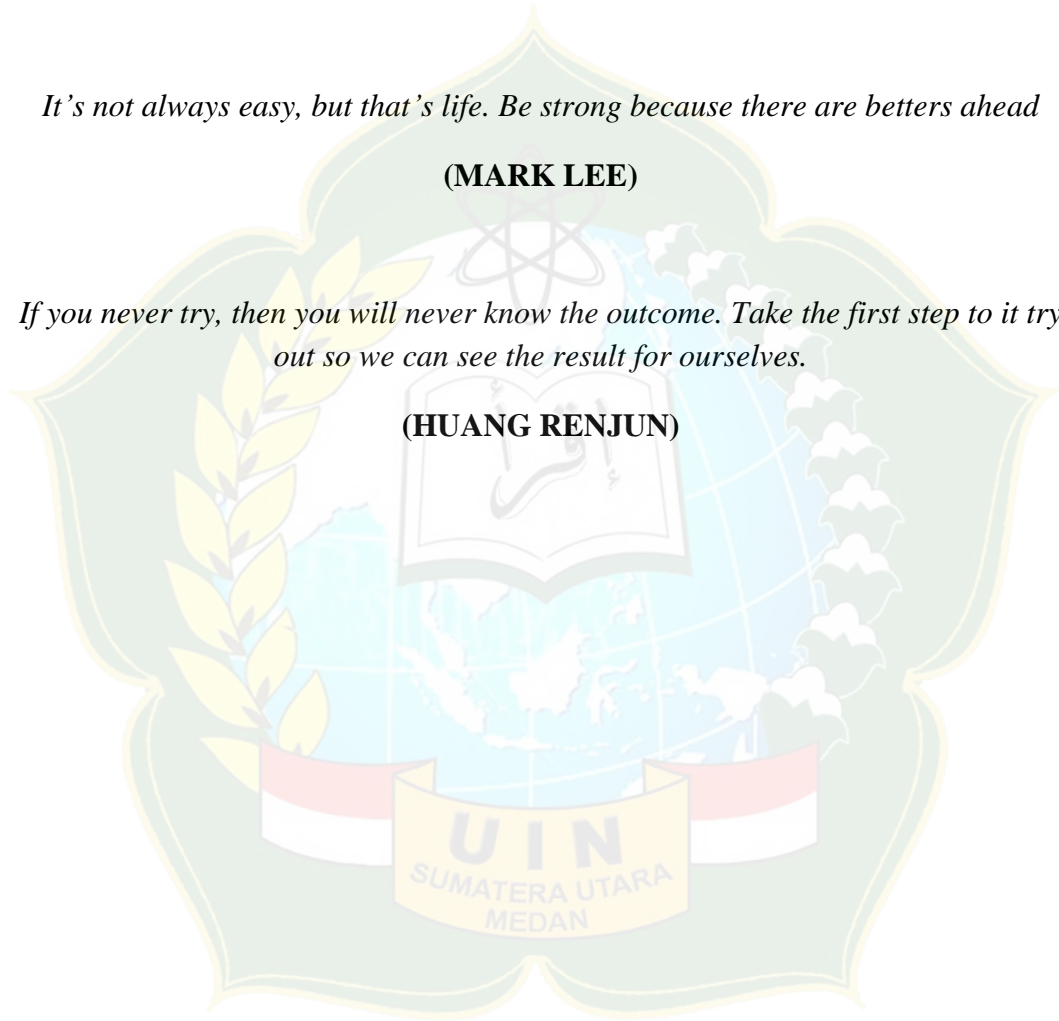 It’s not always easy, but that’s life. Be strong because there are betters ahead
(MARK LEE)
If you never try, then you will never know the outcome. Take the first step to it try
out so we can see the result for ourselves.
(HUANG RENJUN)
إقرأ
UIN
SUMATERA UTARA
MEDAN